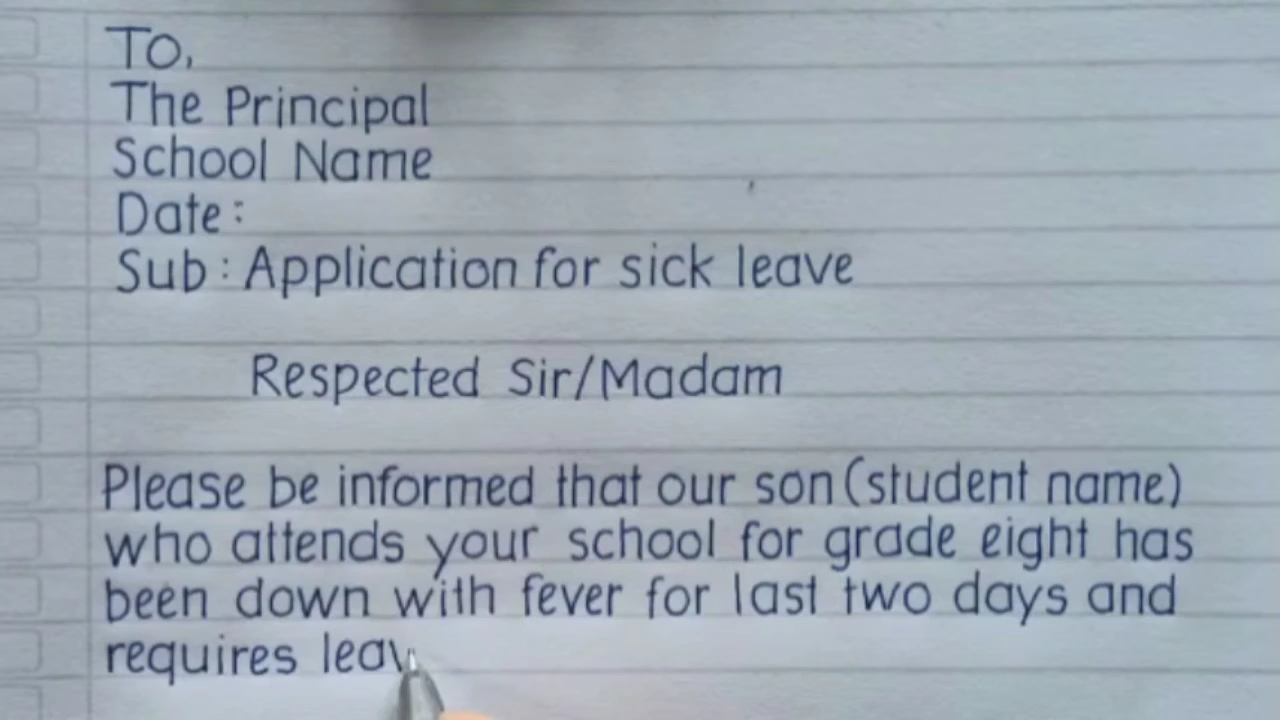 To,
The Principal
School Name
Date :
Sub : Application for sick leave
Respected Sir/Madam
Please be informed that our son (student name)
who attends your school for grade eight has
been down with fever for last two days and
requires leav